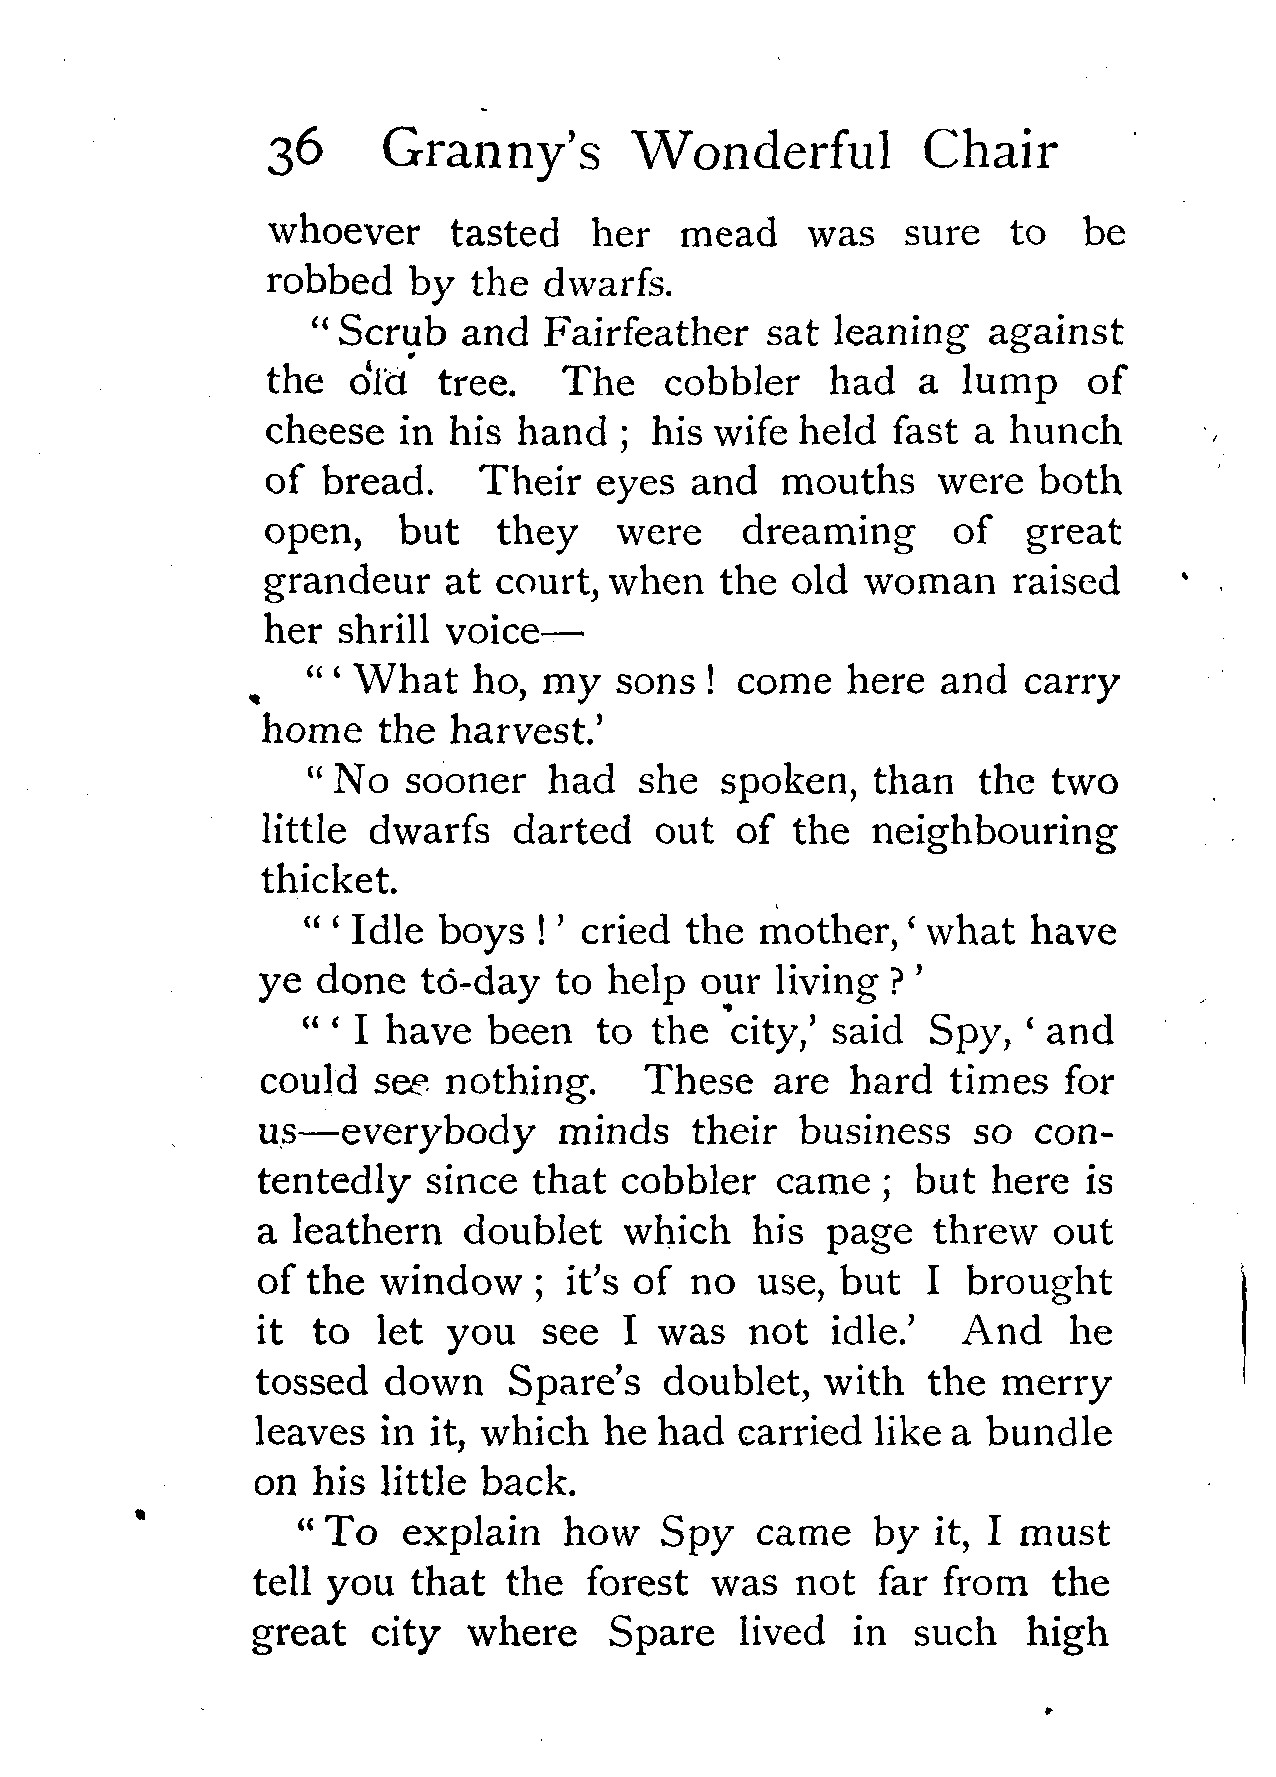 36 Granny's Wonderful Chair
whoever tasted her mead was sure to be
robbed by the dwarfs.
" Scrub and Fairfeather sat leaning against
the old tree. The cobbler had a lump of
cheese in his hand ; his wife held fast a hunch
of bread. Their eyes and mouths were both
open, but they were dreaming of great
grandeur at court, when the old woman raised
her shrill voice—
" ' What ho, my sons ! come here and carry
home the harvest.'
" No sooner had she spoken, than the two
little dwarfs darted out of the neighbouring
thicket.
" ' Idle boys ! ' cried the mother, ' what have
ye done to-day to help our living ? '
" ' I have been to the city,' said Spy, ' and
could see nothing. These are hard times for
us—everybody minds their business so con-
tentedly since that cobbler came ; but here is
a leathern doublet which his page threw out
of the window ; it's of no use, but I brought
it to let you see I was not idle.' And he
tossed down Spare's doublet, with the merry
leaves in it, which he had carried like a bundle
on his little back.
" To explain how Spy came by it, I must
tell you that the forest was not far from the
great city where Spare lived in such high